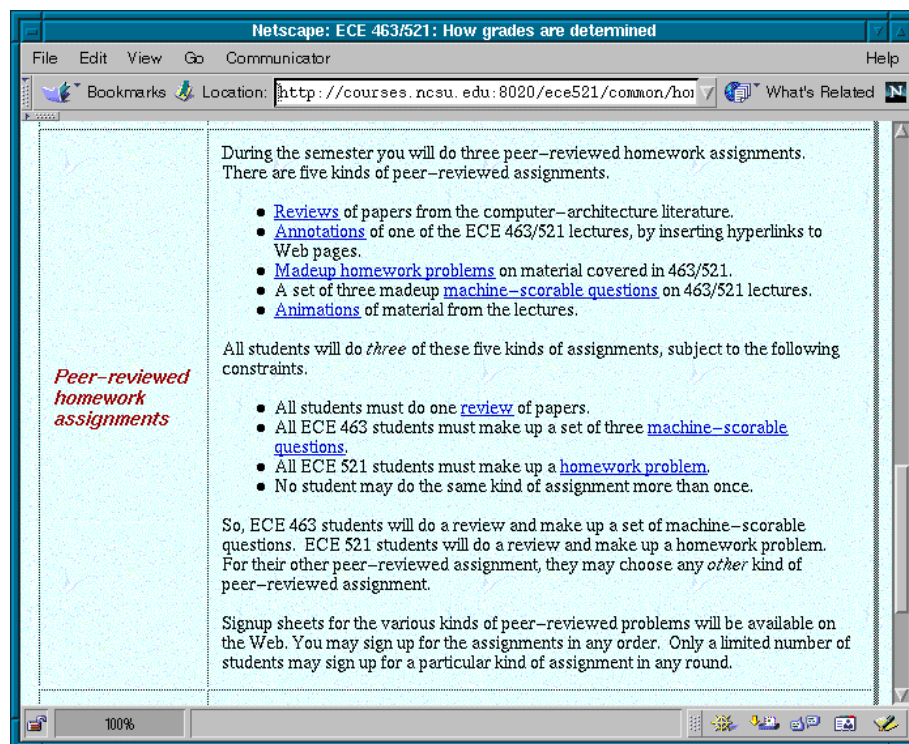 Netscape: ECE 463/521: How grades are determined
File Edit View Go Communicator Help
Bookmarks Location: http://courses.ncsu.edu:8020/ece521/common/ho What's Related N
During the semester you will do three peer-reviewed homework assignments.
There are five kinds of peer-reviewed assignments.
• Reviews of papers from the computer-architecture literature.
• Annotations of one of the ECE 463/521 lectures, by inserting hyperlinks to
Web pages.
• Madeup homework problems on material covered in 463/521.
• A set of three madeup machine-scorable questions on 463/521 lectures.
• Animations of material from the lectures.
All students will do three of these five kinds of assignments, subject to the following
constraints.
Peer-reviewed
homework
assignments
• All students must do one review of papers.
• All ECE 463 students must make up a set of three machine-scorable
questions.
• All ECE 521 students must make up a homework problem.
• No student may do the same kind of assignment more than once.
So, ECE 463 students will do a review and make up a set of machine-scorable
questions. ECE 521 students will do a review and make up a homework problem.
For their other peer-reviewed assignment, they may choose any other kind of
peer-reviewed assignment.
Signup sheets for the various kinds of peer-reviewed problems will be available on
the Web. You may sign up for the assignments in any order. Only a limited number of
students may sign up for a particular kind of assignment in any round.
100%